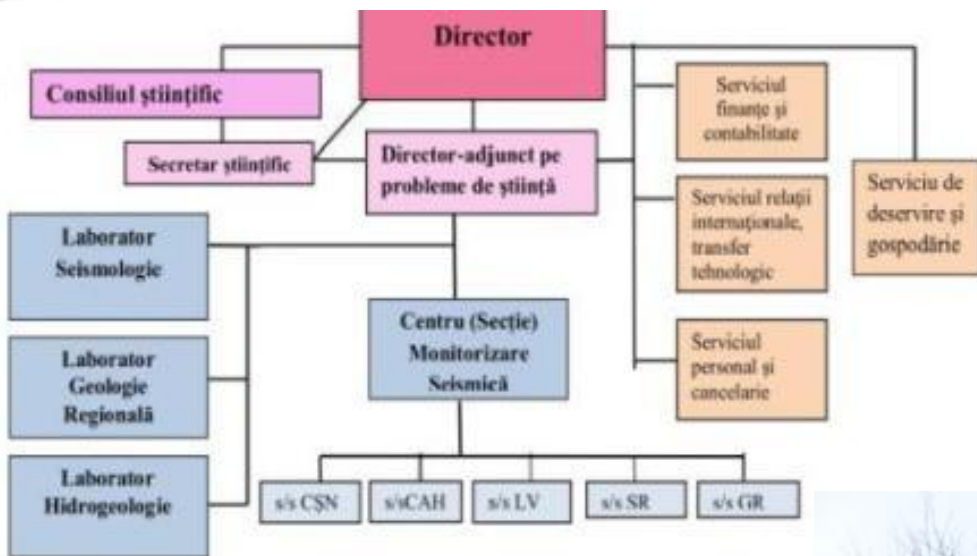 Director
Consiliul științific
Secretar științific
Director-adjunct pe
probleme de știință
Serviciul
finanțe și
contabilitate
Serviciul relații
internaționale,
transfer
tehnologic
Serviciul
personal și
cancelarie
Serviciu de
deservire și
gospodărie
Laborator
Seismologie
Laborator
Geologie
Regională
Laborator
Hidrogeologie
Centru (Secție)
Monitorizare
Seismică
s/s CȘN
s/sCAH
s/s LV
s/s SR
s/s GR